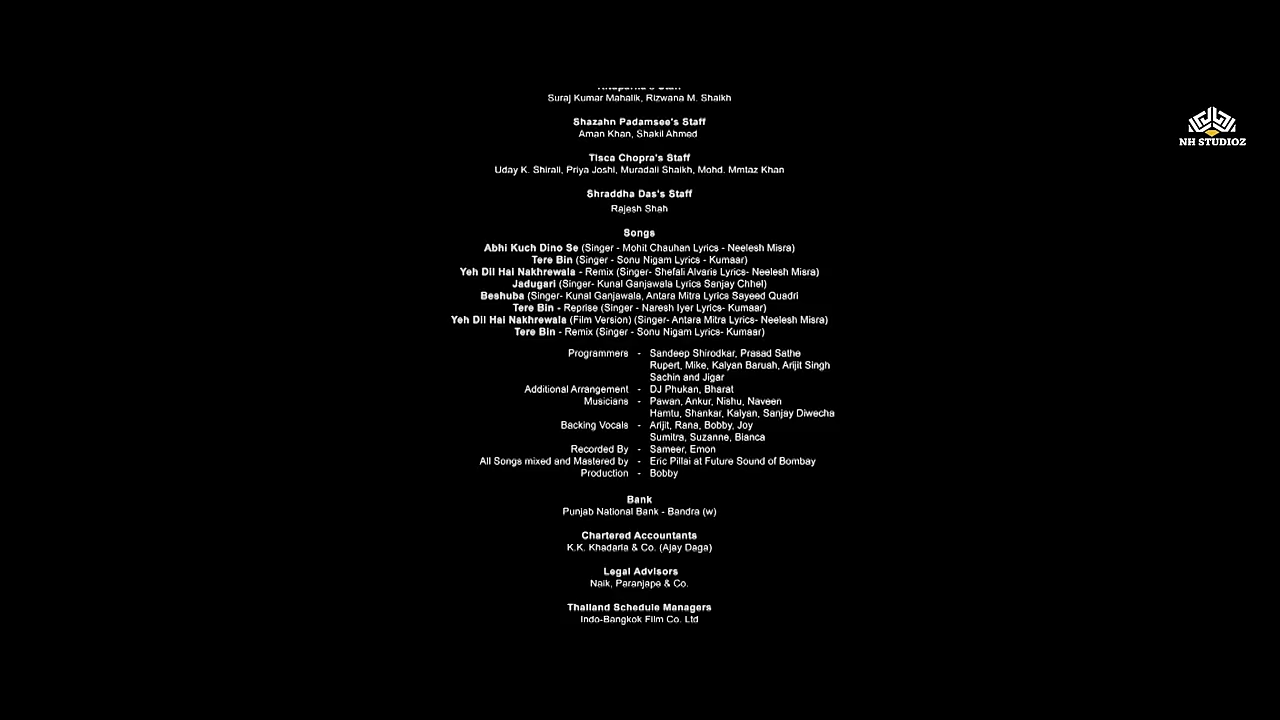 Suraj Kumar Mahalik, Rizwana M. Shaikh
Shazahn Padamsee's Staff
Aman Khan, Shakil Ahmed
Tisca Chopra's Staff
Uday K. Shirali, Priya Joshi, Muradali Shaikh, Mohd. Mmtaz Khan
Shraddha Das's Staff
Rajesh Shah
Songs
Abhi Kuch Dino Se (Singer - Mohit Chauhan Lyrics - Neelesh Misra)
Tere Bin (Singer - Sonu Nigam Lyrics - Kumaar)
Yeh Dil Hai Nakhrewala - Remix (Singer- Shefali Alvaris Lyrics- Neelesh Misra)
Jadugari (Singer- Kunal Ganjawala Lyrics Sanjay Chhel)
Beshuba (Singer- Kunal Ganjawala, Antara Mitra Lyrics Sayeed Quadri
Tere Bin - Reprise (Singer - Naresh Iyer Lyrics- Kumaar)
Yeh Dil Hai Nakhrewala (Film Version) (Singer- Antara Mitra Lyrics- Neelesh Misra)
Tere Bin - Remix (Singer - Sonu Nigam Lyrics- Kumaar)
Programmers - Sandeep Shirodkar, Prasad Sathe
Rupert, Mike, Kalyan Baruah, Arijit Singh
Sachin and Jigar
Additional Arrangement - DJ Phukan, Bharat
Musicians - Pawan, Ankur, Nishu, Naveen
Hamtu, Shankar, Kalyan, Sanjay Diwecha
Backing Vocals - Arijit, Rana, Bobby, Joy
Sumitra, Suzanne, Bianca
Recorded By - Sameer, Emon
All Songs mixed and Mastered by - Eric Pillai at Future Sound of Bombay
Production - Bobby
Bank
Punjab National Bank - Bandra (w)
Chartered Accountants
K.K. Khadaria & Co. (Ajay Daga)
Legal Advisors
Naik, Paranjape & Co.
Thailand Schedule Managers
Indo-Bangkok Film Co. Ltd
NH STUDIOZ